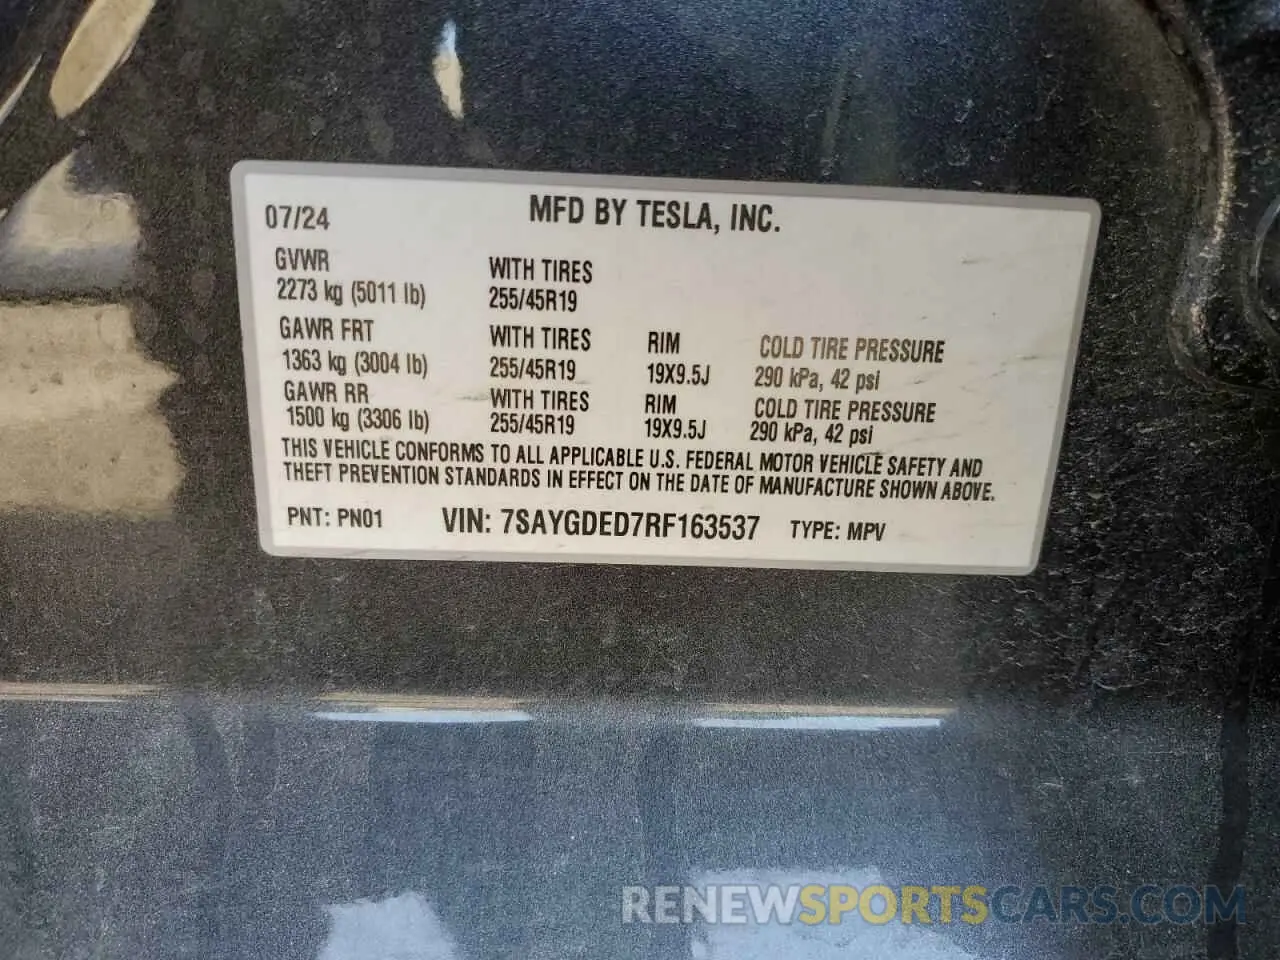 07/24 MFD BY TESLA, INC.
GVWR WITH TIRES
2273 kg (5011 lb) 255/45R19
GAWR FRT WITH TIRES RIM COLD TIRE PRESSURE
1363 kg (3004 lb) 255/45R19 19X9.5J 290 kPa, 42 psi
GAWR RR WITH TIRES RIM COLD TIRE PRESSURE
1500 kg (3306 lb) 255/45R19 19X9.5J 290 kPa, 42 psi
THIS VEHICLE CONFORMS TO ALL APPLICABLE U.S. FEDERAL MOTOR VEHICLE SAFETY AND
THEFT PREVENTION STANDARDS IN EFFECT ON THE DATE OF MANUFACTURE SHOWN ABOVE.
PNT: PN01 VIN: 7SAYGDED7RF163537 TYPE: MPV
RENEWSPORTSCARS.COM